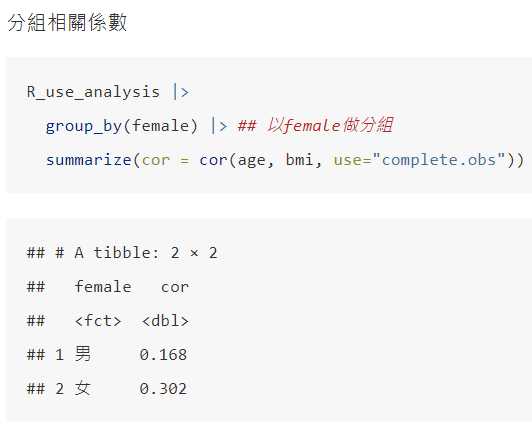 分組相關係數
R_use_analysis |>
  group_by(female) |> ## 以female做分組
  summarize(cor = cor(age, bmi, use="complete.obs"))
## # A tibble: 2 × 2
##   female   cor
##   <fct>  <dbl>
## 1 男     0.168
## 2 女     0.302